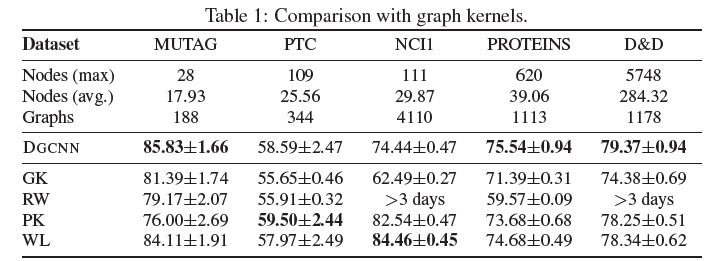 Table 1: Comparison with graph kernels.
Dataset MUTAG PTC NCI1 PROTEINS D&D
Nodes (max) 28 109 111 620 5748
Nodes (avg.) 17.93 25.56 29.87 39.06 284.32
Graphs 188 344 4110 1113 1178
DGCNN 85.83±1.66 58.59±2.47 74.44±0.47 75.54±0.94 79.37±0.94
GK 81.39±1.74 55.65±0.46 62.49±0.27 71.39±0.31 74.38±0.69
RW 79.17±2.07 55.91±0.32 >3 days 59.57±0.09 >3 days
PK 76.00±2.69 59.50±2.44 82.54±0.47 73.68±0.68 78.25±0.51
WL 84.11±1.91 57.97±2.49 84.46±0.45 74.68±0.49 78.34±0.62